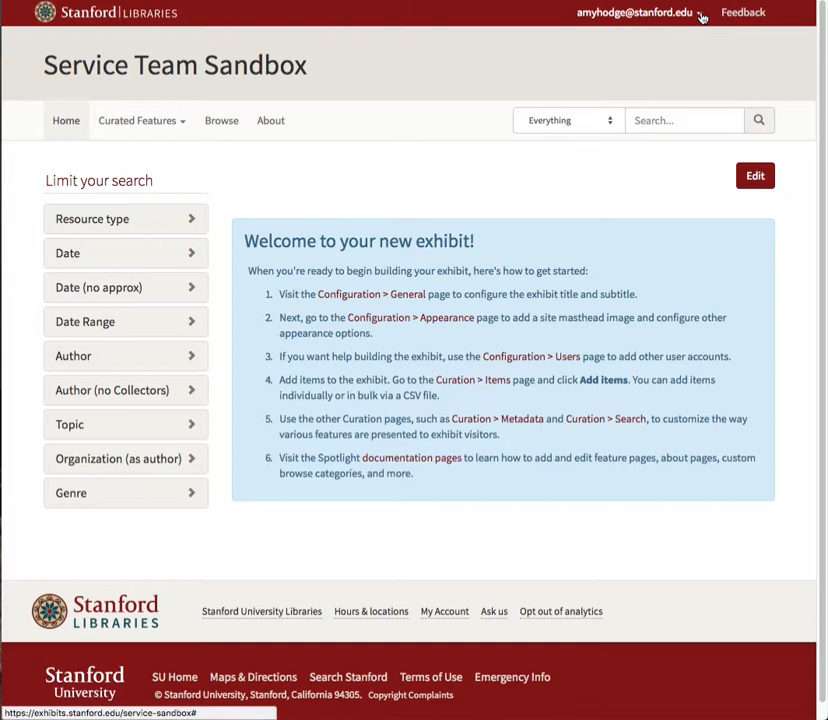 Stanford LIBRARIES
amyhodge@stanford.edu
Feedback
Service Team Sandbox
Home
Curated Features
Browse
About
Everything
Search...
Limit your search
Edit
Resource type
Date
Date (no approx)
Date Range
Author
Author (no Collectors)
Topic
Organization (as author)
Genre
Welcome to your new exhibit!
When you're ready to begin building your exhibit, here's how to get started:
1. Visit the Configuration > General page to configure the exhibit title and subtitle.
2. Next, go to the Configuration > Appearance page to add a site masthead image and configure other
appearance options.
3. If you want help building the exhibit, use the Configuration > Users page to add other user accounts.
4. Add items to the exhibit. Go to the Curation > Items page and click Add items. You can add items
individually or in bulk via a CSV file.
5. Use the other Curation pages, such as Curation > Metadata and Curation > Search, to customize the way
various features are presented to exhibit visitors.
6. Visit the Spotlight documentation pages to learn how to add and edit feature pages, about pages, custom
browse categories, and more.
Stanford
LIBRARIES
Stanford University Libraries
Hours & locations
My Account
Ask us
Opt out of analytics
Stanford
University
SU Home
Maps & Directions
Search Stanford
Terms of Use
Emergency Info
© Stanford University, Stanford, California 94305.
Copyright Complaints
https://exhibits.stanford.edu/service-sandbox#